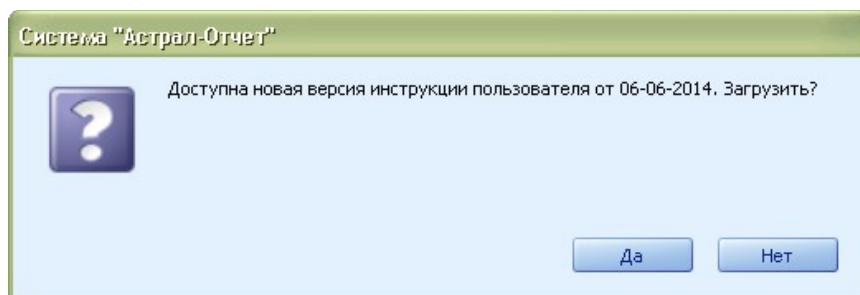 Система "Астрал-Отчет"
Доступна новая версия инструкции пользователя от 06-06-2014. Загрузить?
Да
Нет